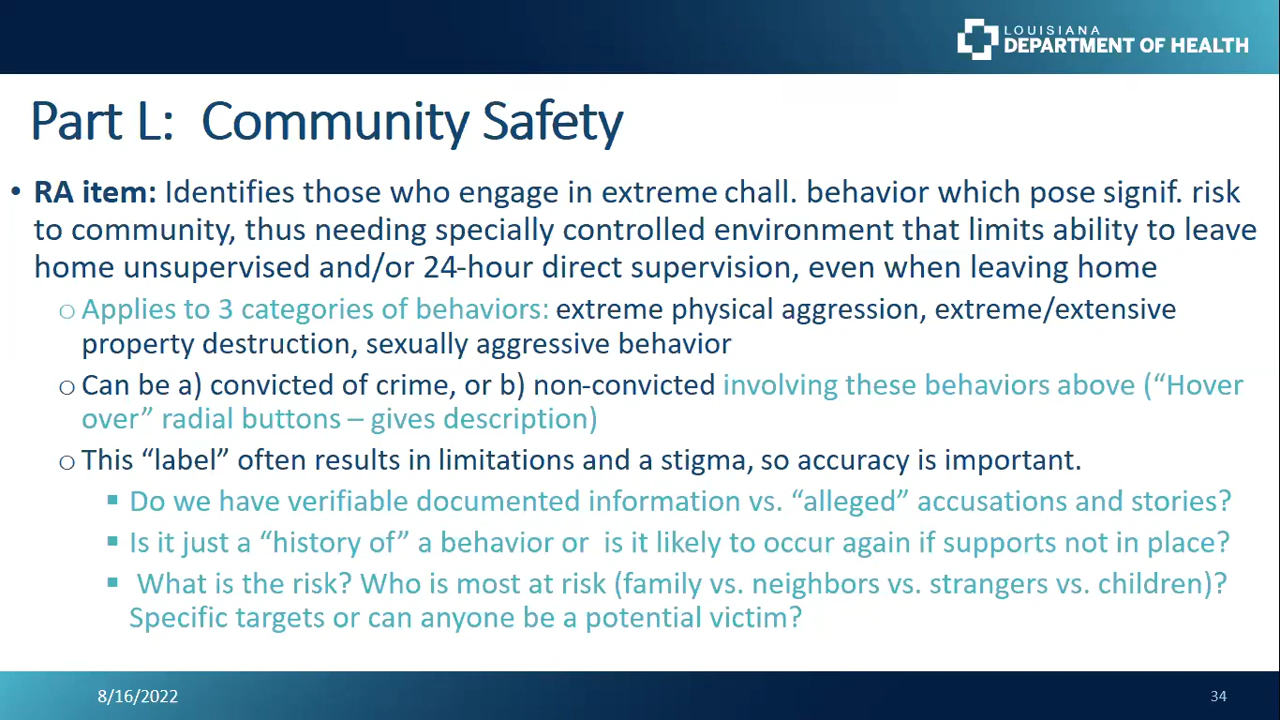 LOUISIANA
DEPARTMENT OF HEALTH
Part L: Community Safety
• RA item: Identifies those who engage in extreme chall. behavior which pose signif. risk
to community, thus needing specially controlled environment that limits ability to leave
home unsupervised and/or 24-hour direct supervision, even when leaving home
o Applies to 3 categories of behaviors: extreme physical aggression, extreme/extensive
property destruction, sexually aggressive behavior
o Can be a) convicted of crime, or b) non-convicted involving these behaviors above (“Hover
over” radial buttons – gives description)
o This “label” often results in limitations and a stigma, so accuracy is important.
▪ Do we have verifiable documented information vs. “alleged” accusations and stories?
▪ Is it just a “history of” a behavior or is it likely to occur again if supports not in place?
▪ What is the risk? Who is most at risk (family vs. neighbors vs. strangers vs. children)?
Specific targets or can anyone be a potential victim?
8/16/2022
34